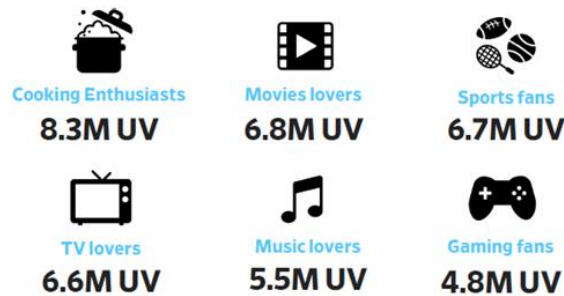 Cooking Enthusiasts
8.3M UV
Movies lovers
6.8M UV
Sports fans
6.7M UV
TV lovers
6.6M UV
Music lovers
5.5M UV
Gaming fans
4.8M UV